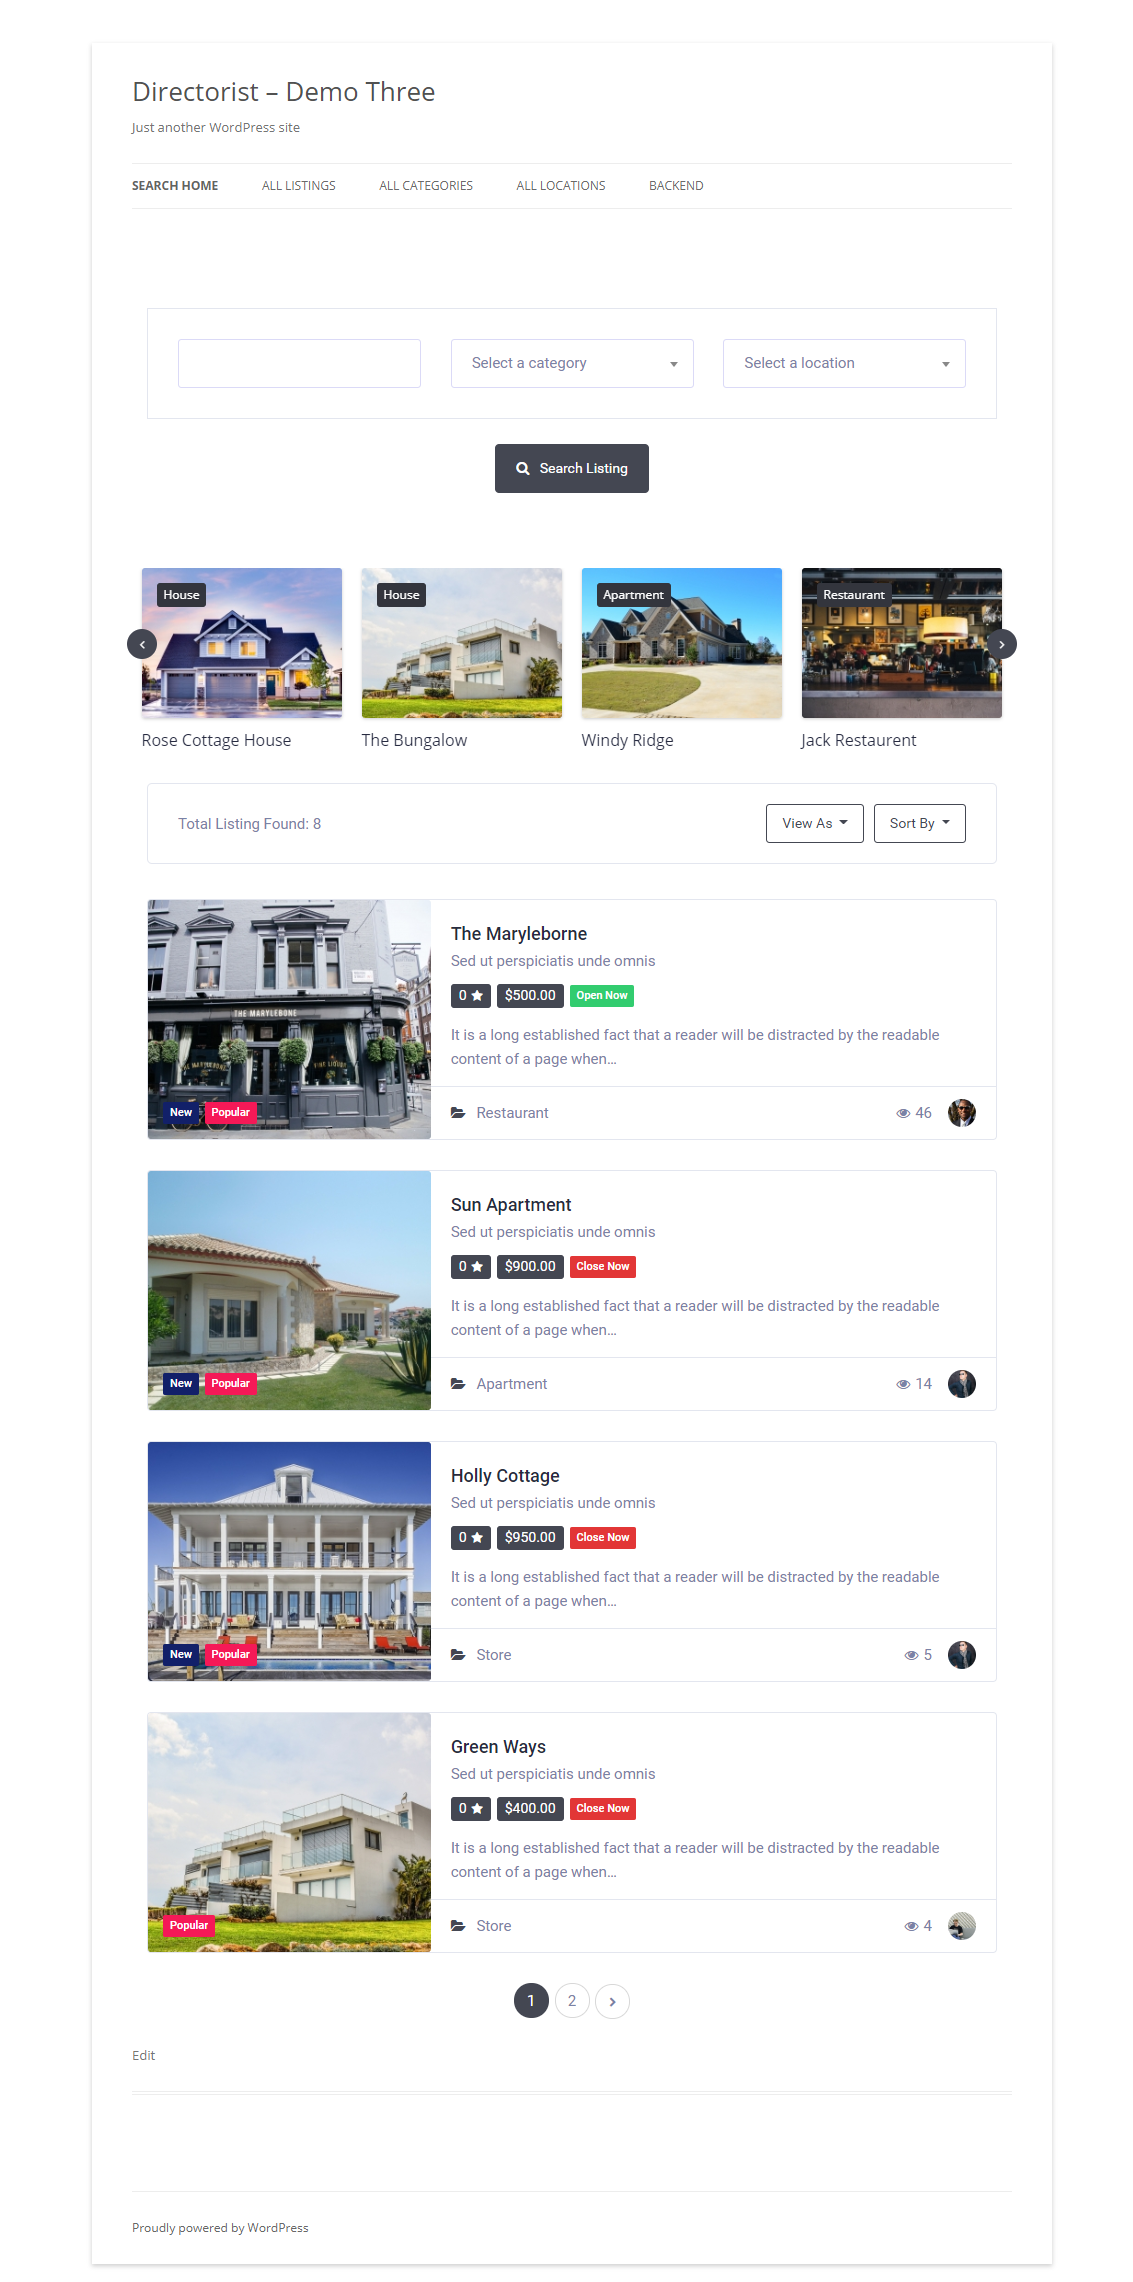 Directorist – Demo Three
Just another WordPress site
SEARCH HOME ALL LISTINGS ALL CATEGORIES ALL LOCATIONS BACKEND
Select a category Select a location
Search Listing
House House Apartment Restaurant
Rose Cottage House The Bungalow Windy Ridge Jack Restaurent
Total Listing Found: 8 View As Sort By
THE MARYLEBONE
THE MARYLEBONE FINE LIQUOR
New Popular
The Maryleborne
Sed ut perspiciatis unde omnis
0 $500.00 Open Now
It is a long established fact that a reader will be distracted by the readable
content of a page when...
Restaurant 46
New Popular
Sun Apartment
Sed ut perspiciatis unde omnis
0 $900.00 Close Now
It is a long established fact that a reader will be distracted by the readable
content of a page when...
Apartment 14
New Popular
Holly Cottage
Sed ut perspiciatis unde omnis
0 $950.00 Close Now
It is a long established fact that a reader will be distracted by the readable
content of a page when...
Store 5
Popular
Green Ways
Sed ut perspiciatis unde omnis
0 $400.00 Close Now
It is a long established fact that a reader will be distracted by the readable
content of a page when...
Store 4
1 2
Edit
Proudly powered by WordPress